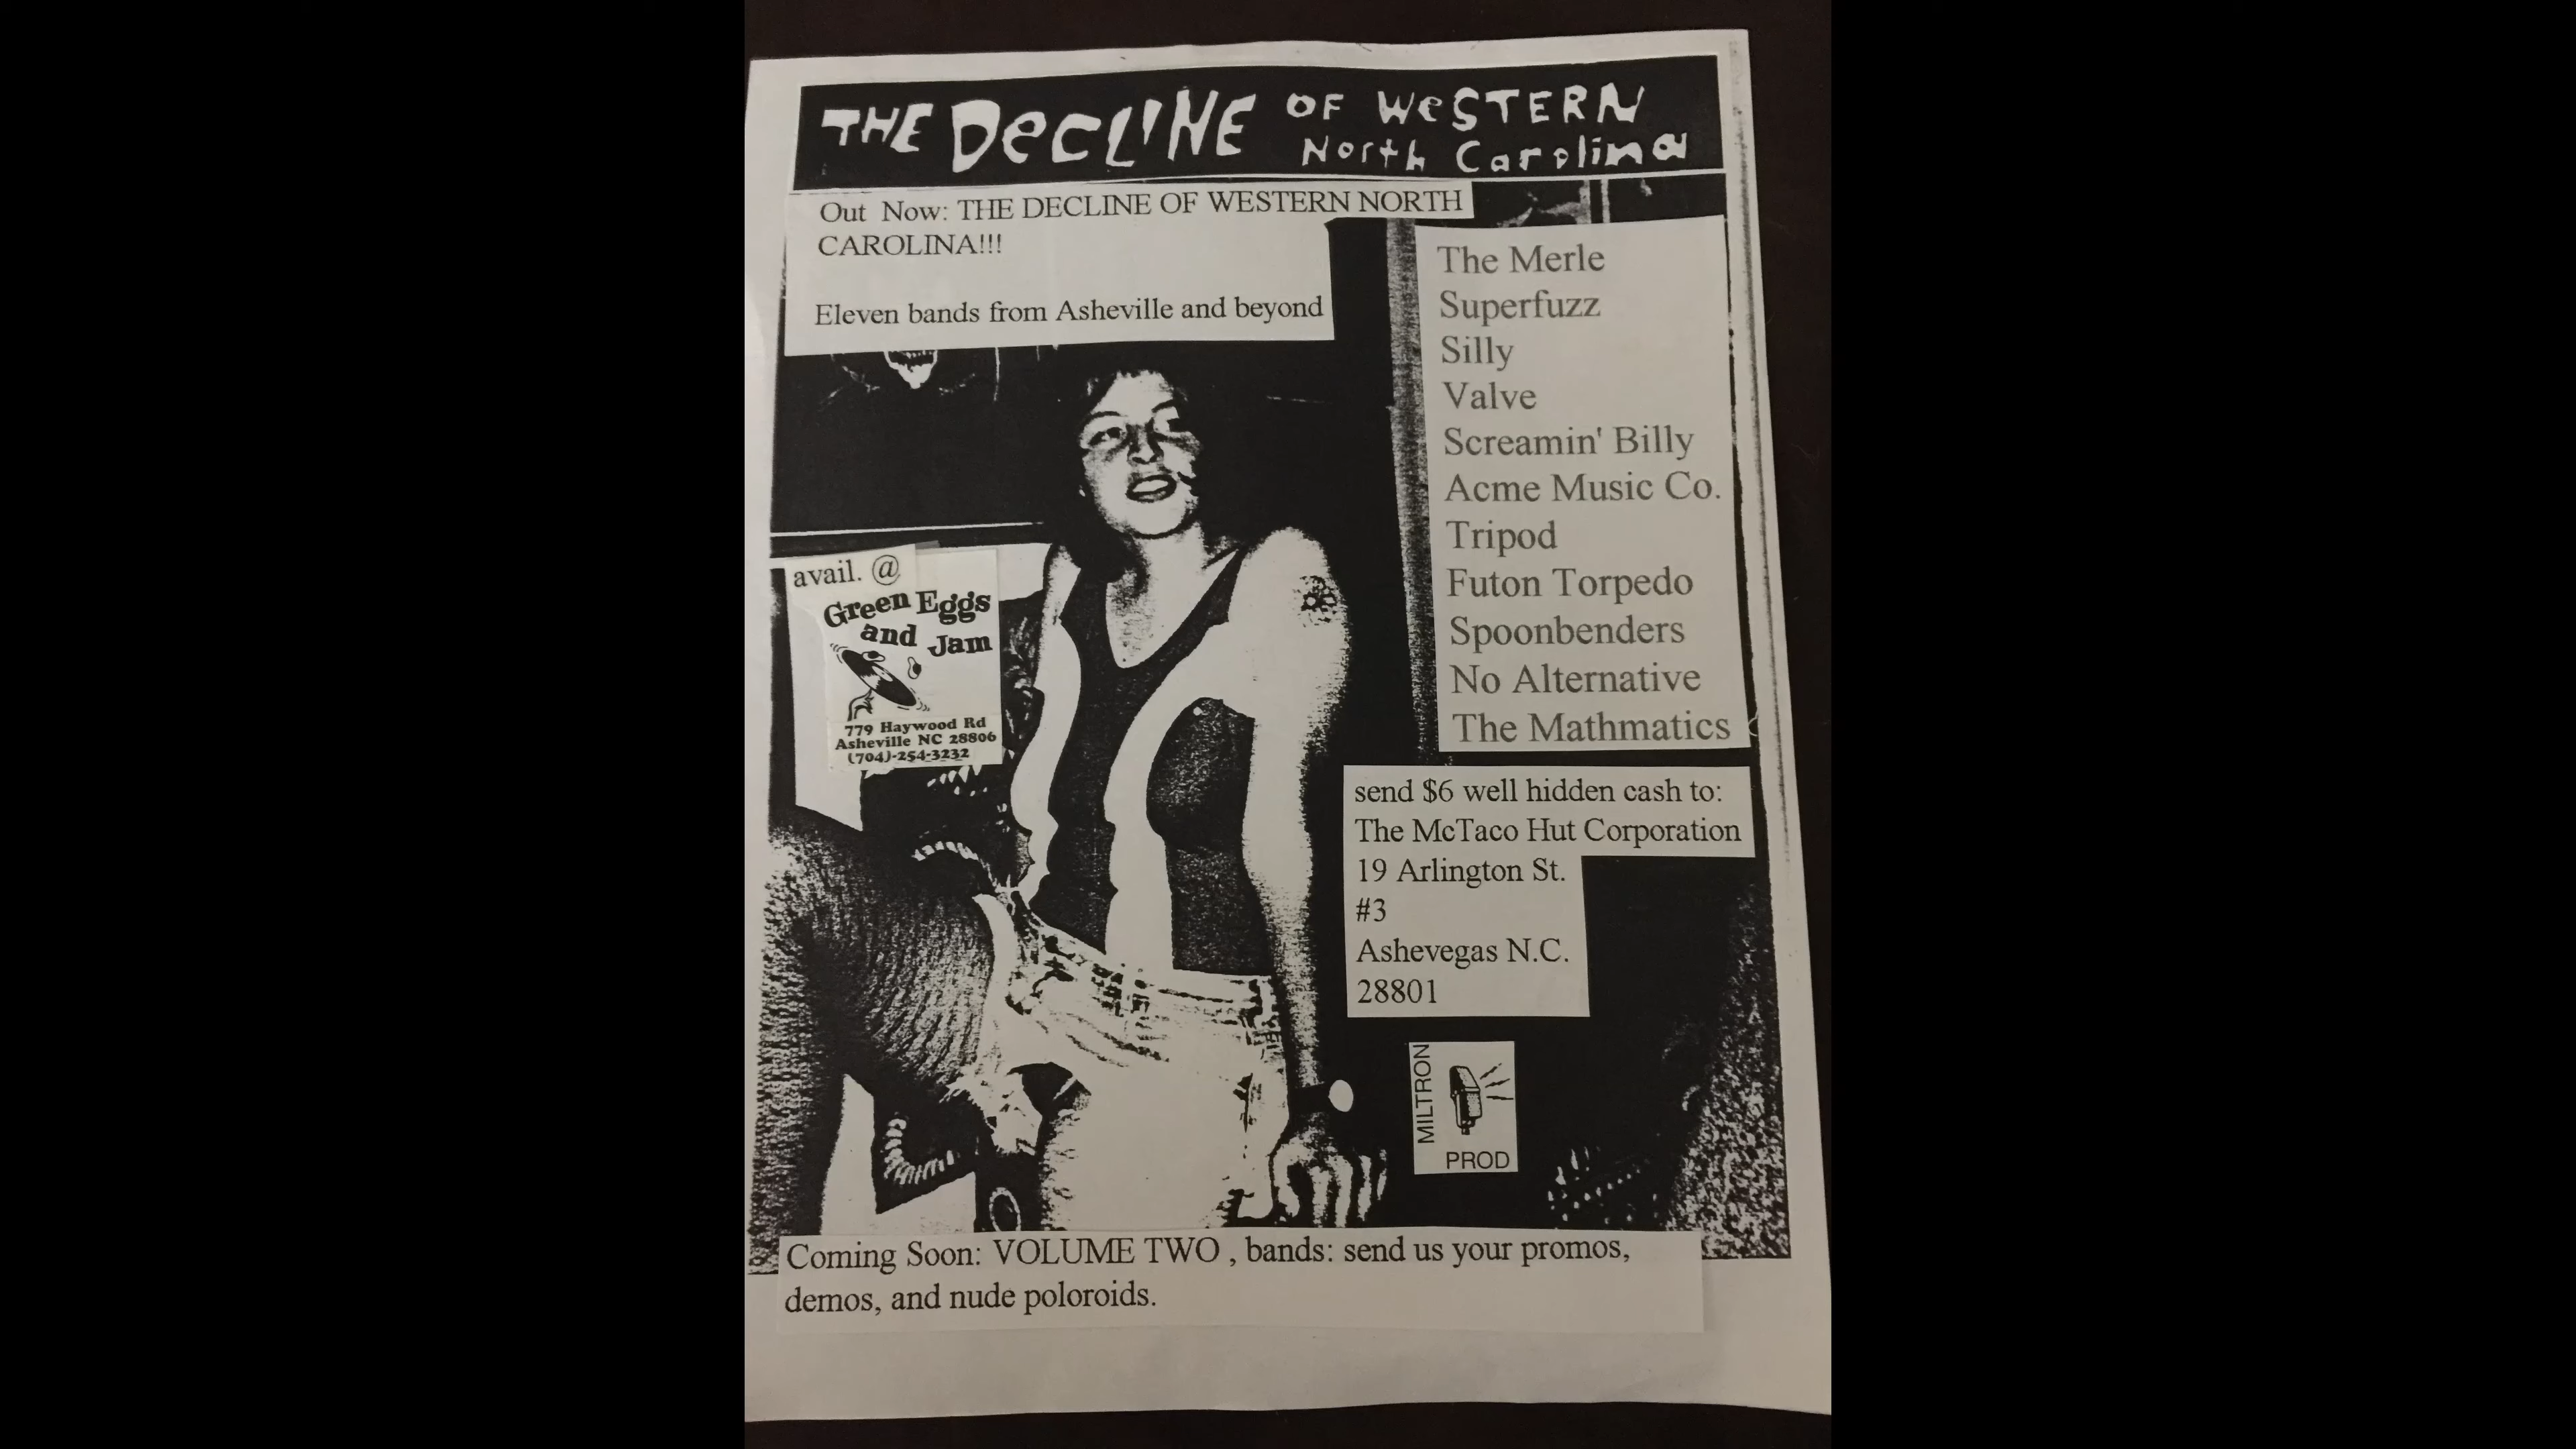 THE DeCLINE OF WeSTERN
North Carolina
Out Now: THE DECLINE OF WESTERN NORTH
CAROLINA!!!
Eleven bands from Asheville and beyond
The Merle
Superfuzz
Silly
Valve
Screamin' Billy
Acme Music Co.
Tripod
Futon Torpedo
Spoonbenders
No Alternative
The Mathmatics
avail. @
Green Eggs
and Jam
779 Haywood Rd
Asheville NC 28806
(704)-254-3232
send $6 well hidden cash to:
The McTaco Hut Corporation
19 Arlington St.
#3
Ashevegas N.C.
28801
MILTRON
PROD
Coming Soon: VOLUME TWO , bands: send us your promos,
demos, and nude poloroids.